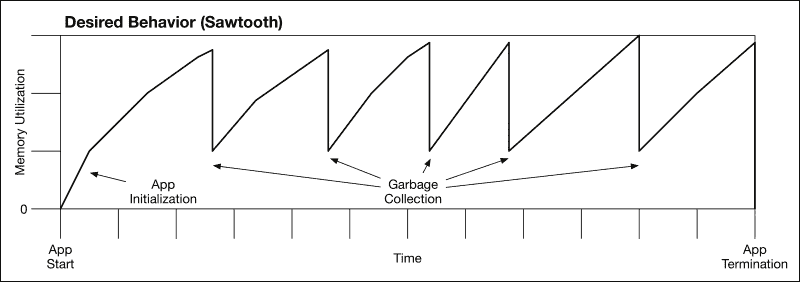 Desired Behavior (Sawtooth)
Memory Utilization
0
App
Initialization
Garbage
Collection
App
Start
Time
App
Termination